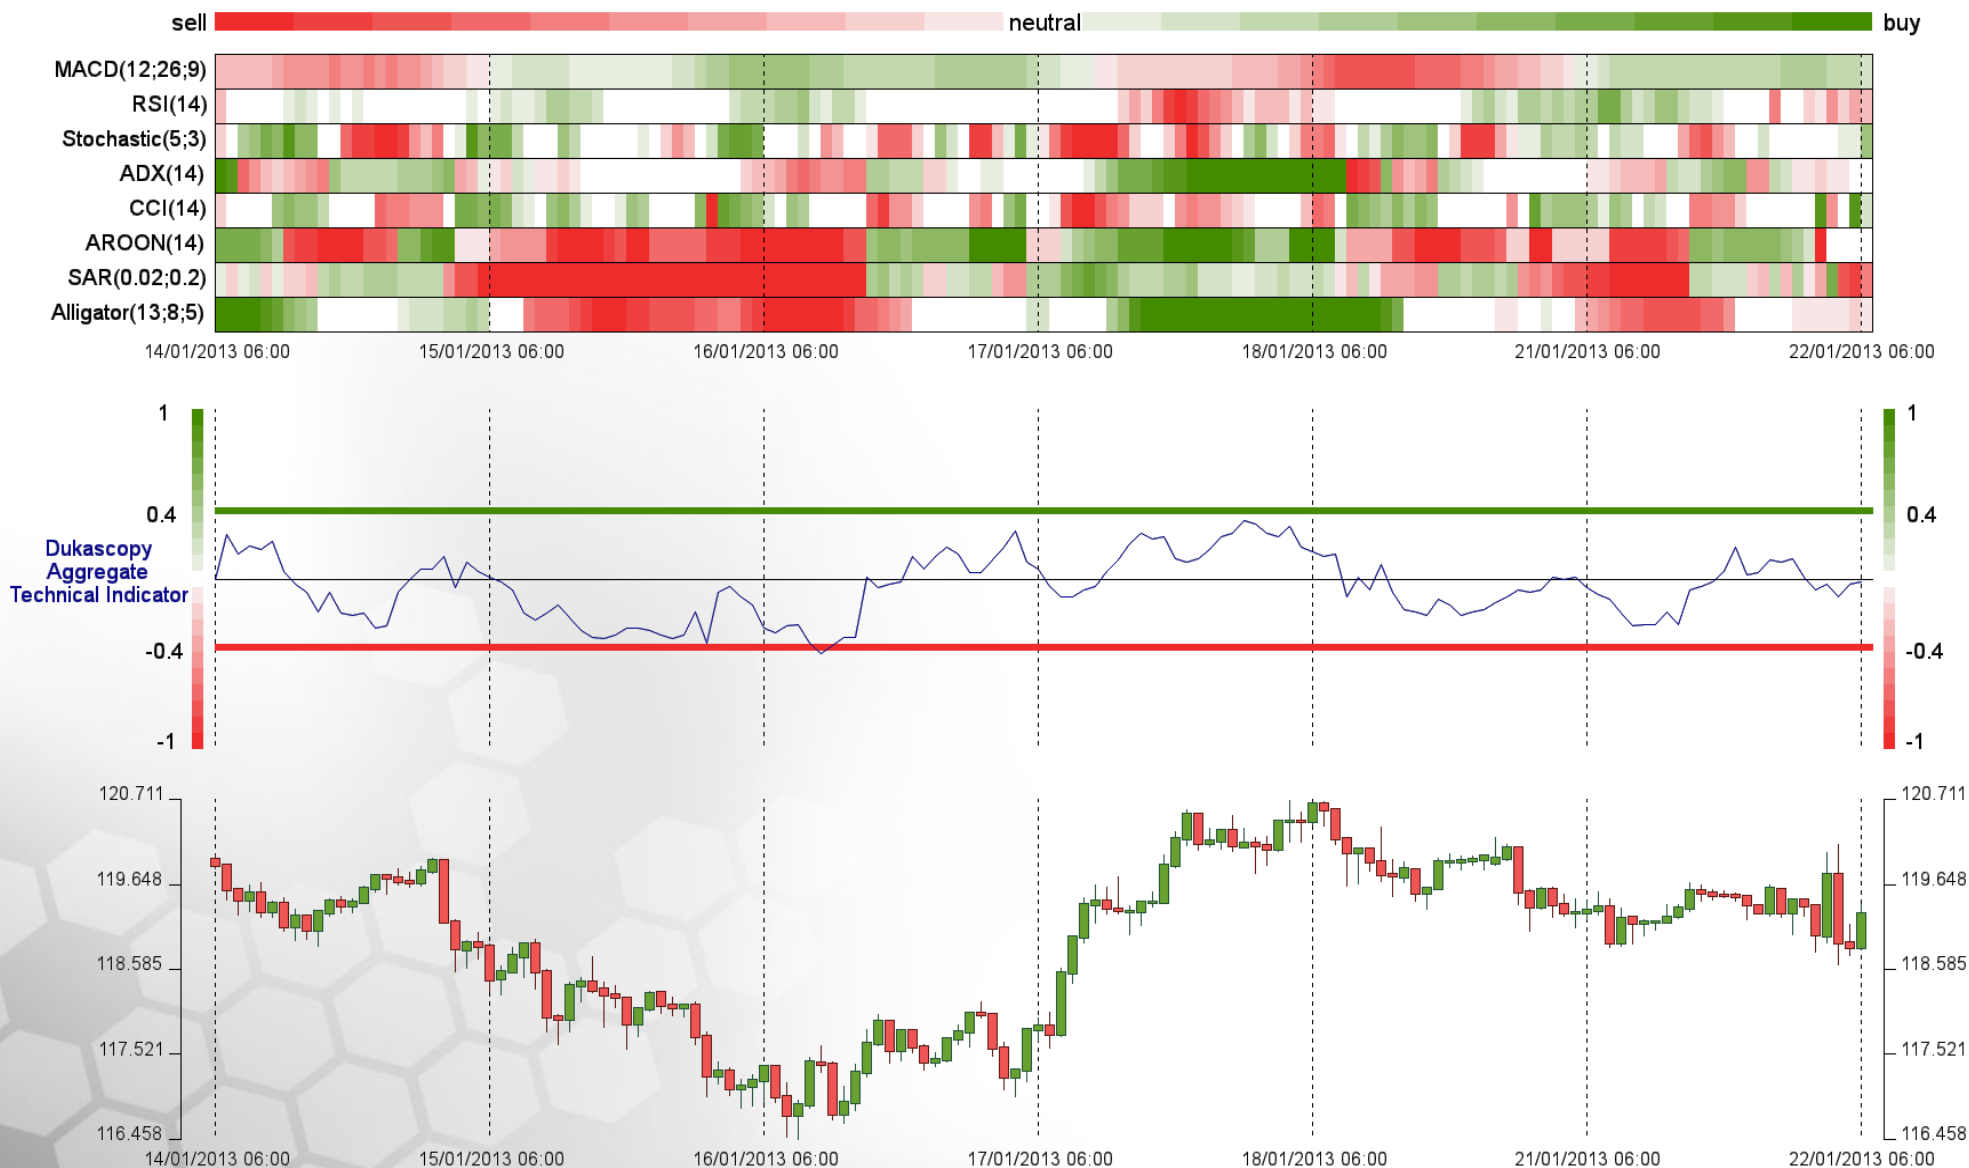 sell neutral buy
MACD(12;26;9)
RSI(14)
Stochastic(5;3)
ADX(14)
CCI(14)
AROON(14)
SAR(0.02;0.2)
Alligator(13;8;5)
14/01/2013 06:00 15/01/2013 06:00 16/01/2013 06:00 17/01/2013 06:00 18/01/2013 06:00 21/01/2013 06:00 22/01/2013 06:00
1 1
0.4 0.4
Dukascopy
Aggregate
Technical Indicator
-0.4 -0.4
-1 -1
120.711 120.711
119.648 119.648
118.585 118.585
117.521 117.521
116.458 116.458
14/01/2013 06:00 15/01/2013 06:00 16/01/2013 06:00 17/01/2013 06:00 18/01/2013 06:00 21/01/2013 06:00 22/01/2013 06:00